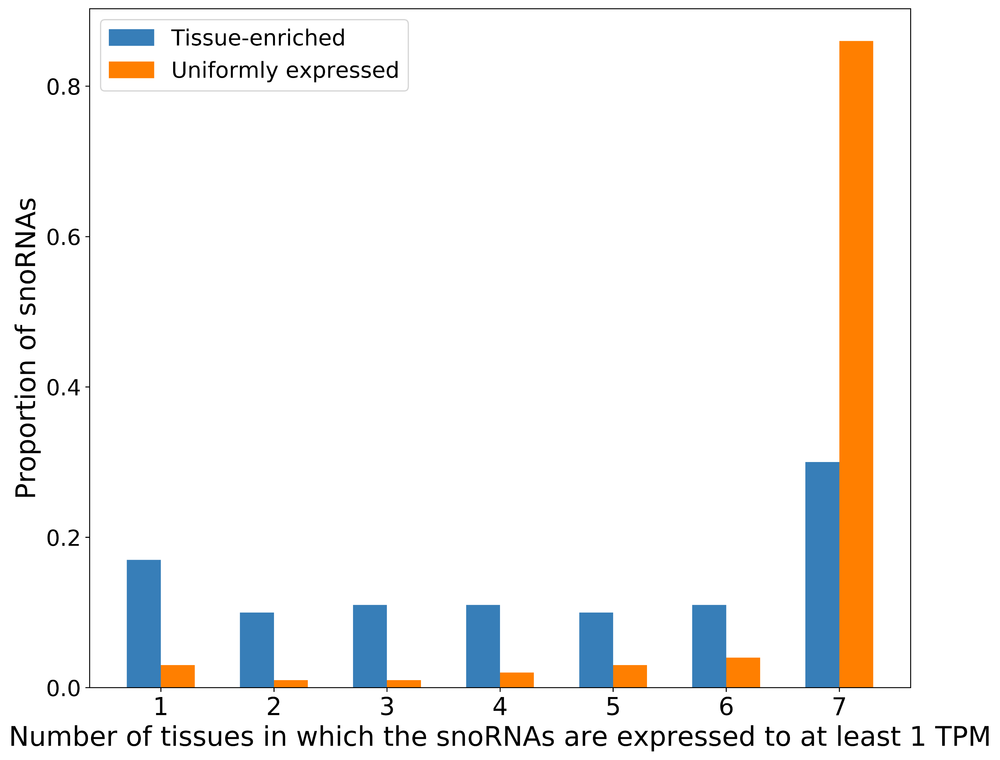 Tissue-enriched
Uniformly expressed
0.8
0.6
0.4
0.2
0.0
Proportion of snoRNAs
1 2 3 4 5 6 7
Number of tissues in which the snoRNAs are expressed to at least 1 TPM